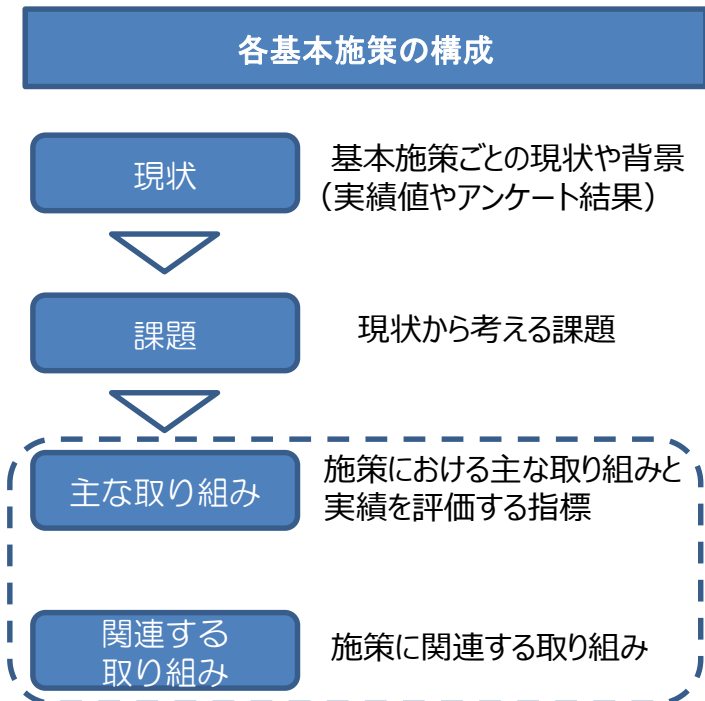 各基本施策の構成
現状
基本施策ごとの現状や背景
（実績値やアンケート結果）
課題
現状から考える課題
主な取り組み
施策における主な取り組みと
実績を評価する指標
関連する
取り組み
施策に関連する取り組み